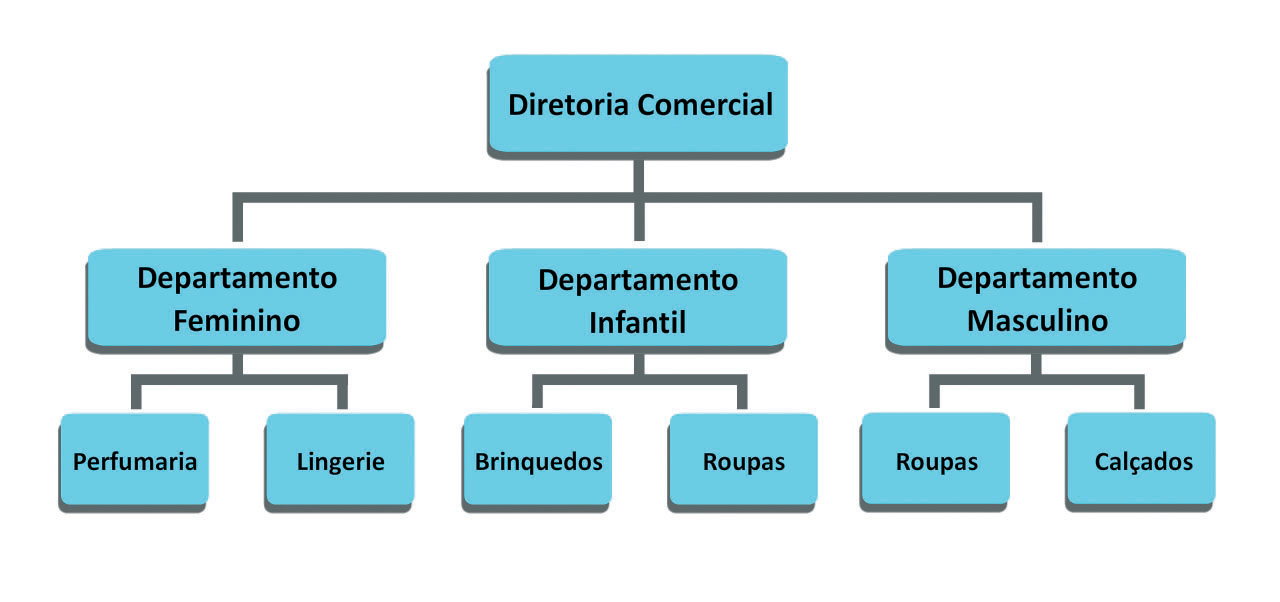 Diretoria Comercial
Departamento
Feminino
Departamento
Infantil
Departamento
Masculino
Perfumaria
Lingerie
Brinquedos
Roupas
Roupas
Calçados